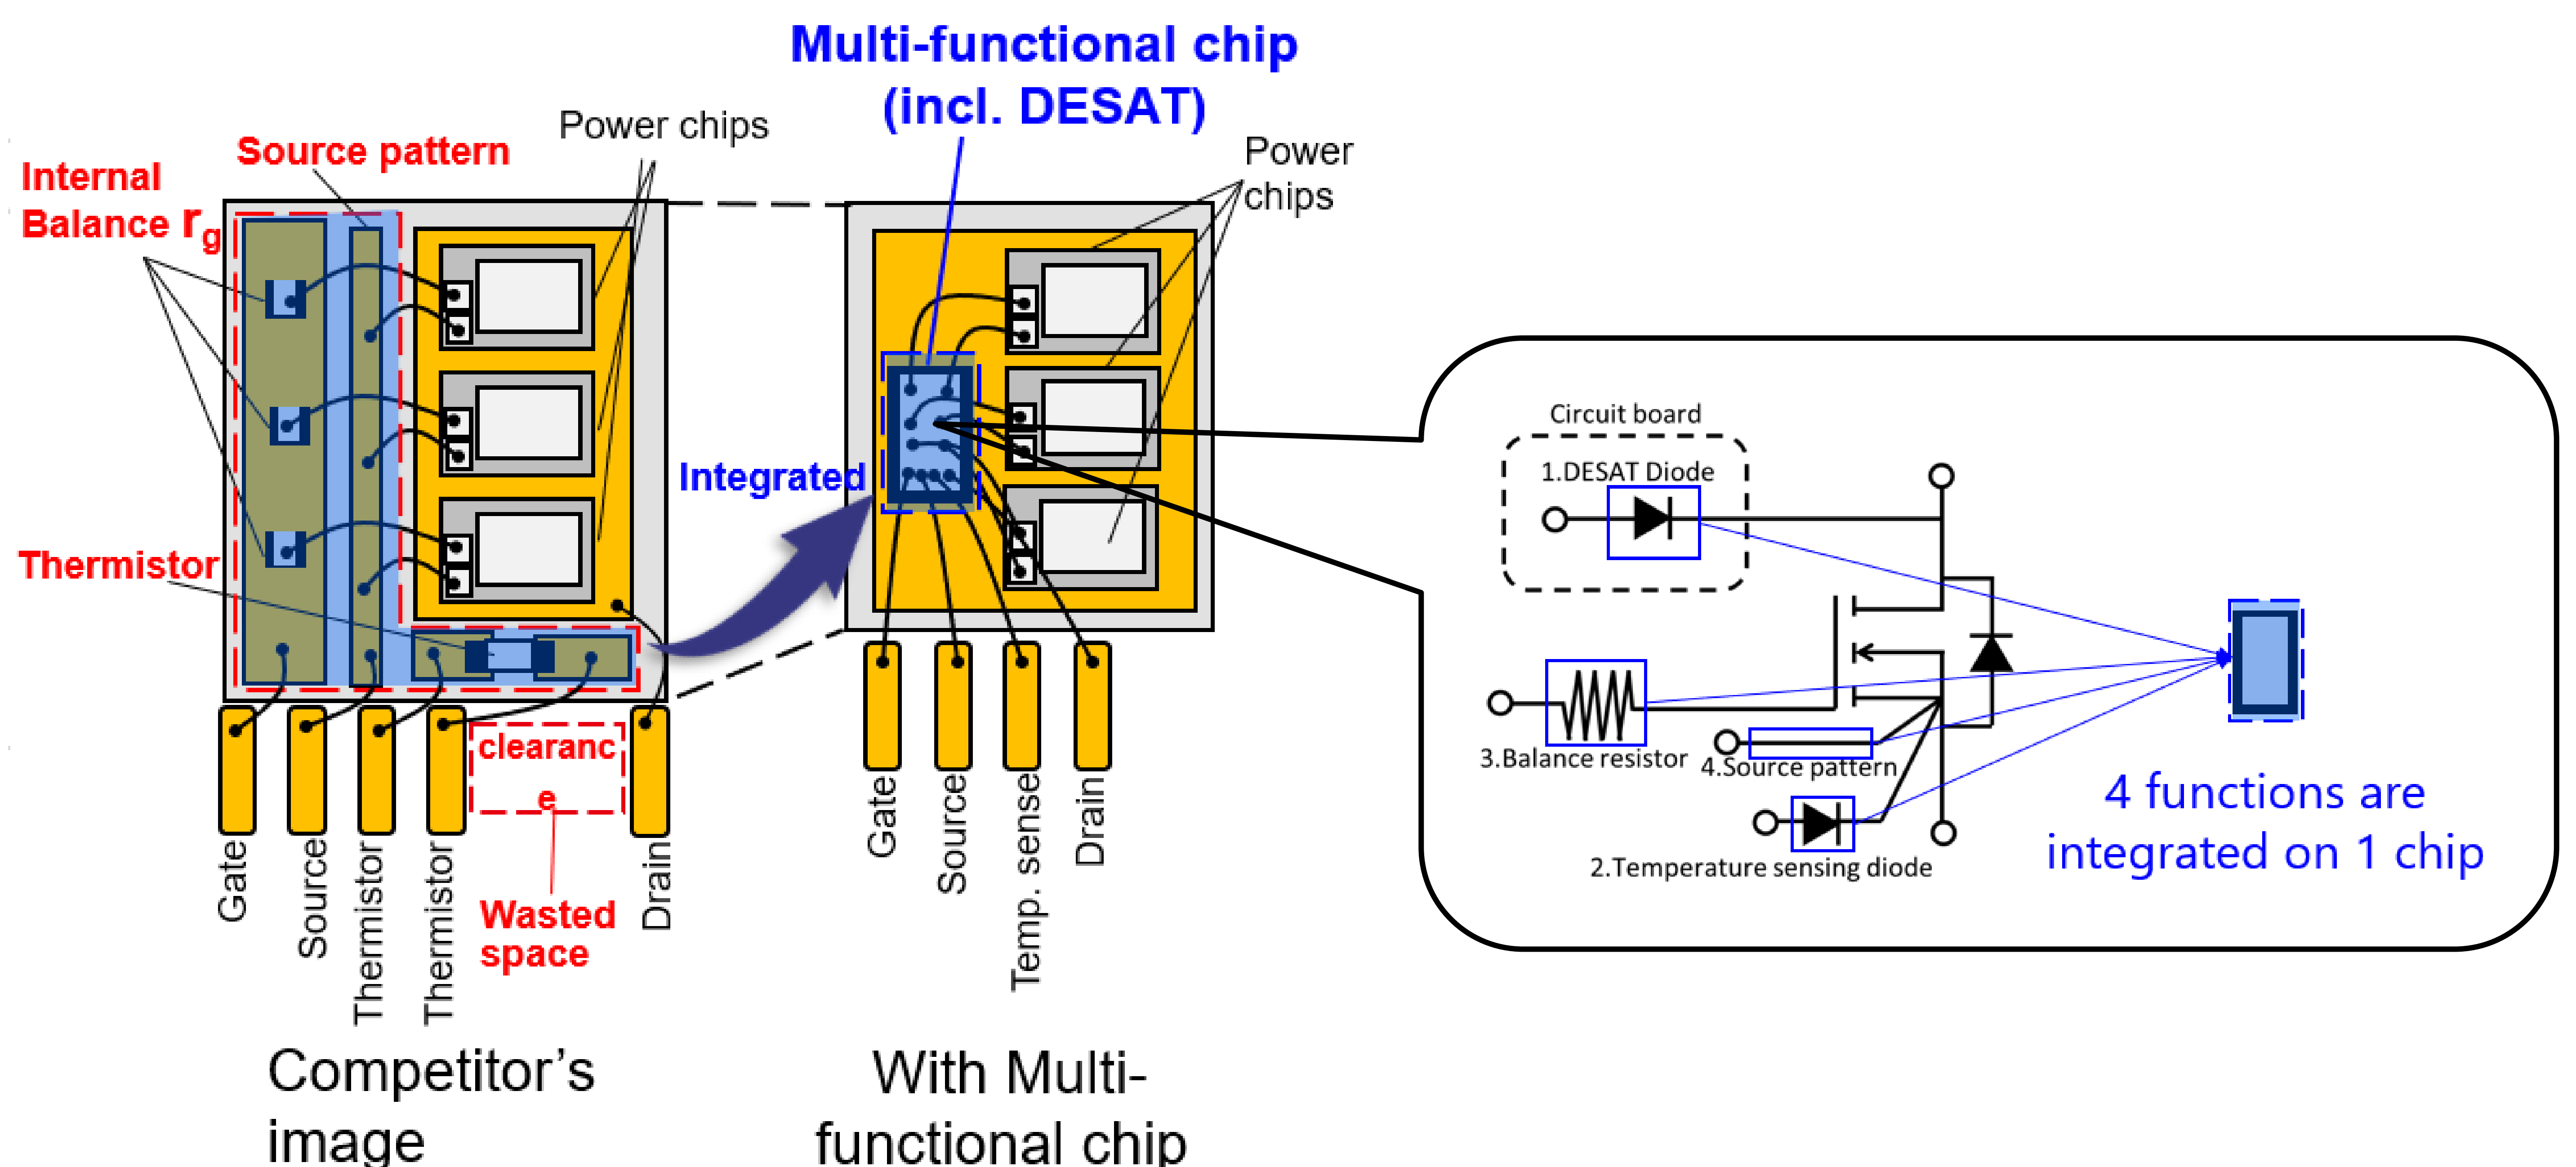 Multi-functional chip
(incl. DESAT)
Power chips
Source pattern
Internal
Balance rg
Thermistor
Power
chips
Integrated
clearanc
e
Wasted
space
Gate
Source
Thermistor
Thermistor
Drain
Gate
Source
Temp. sense
Drain
Competitor's
image
With Multi-
functional chip
Circuit board
1.DESAT Diode
3.Balance resistor
4.Source pattern
2.Temperature sensing diode
4 functions are
integrated on 1 chip